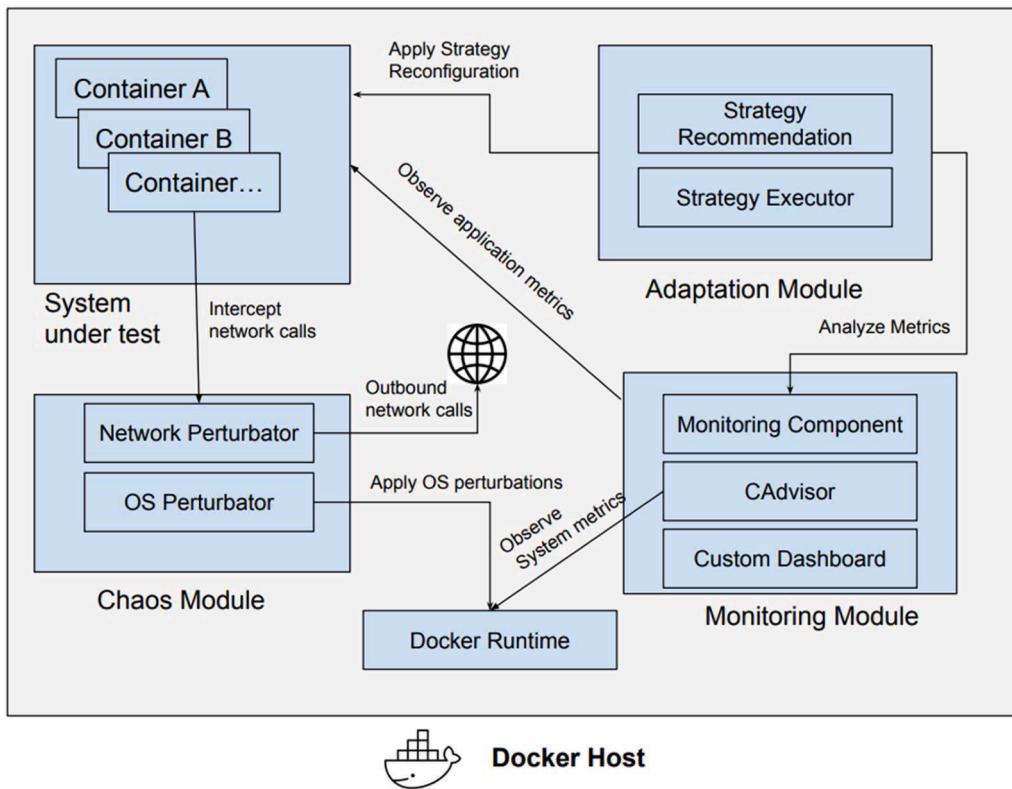 Container A
Container B
Container…
System
under test
Apply Strategy
Reconfiguration
Strategy
Recommendation
Strategy Executor
Adaptation Module
Observe application metrics
Intercept
network calls
Analyze Metrics
Outbound
network calls
Network Perturbator
OS Perturbator
Chaos Module
Apply OS perturbations
Observe
System metrics
Monitoring Component
CAdvisor
Custom Dashboard
Monitoring Module
Docker Runtime
Docker Host